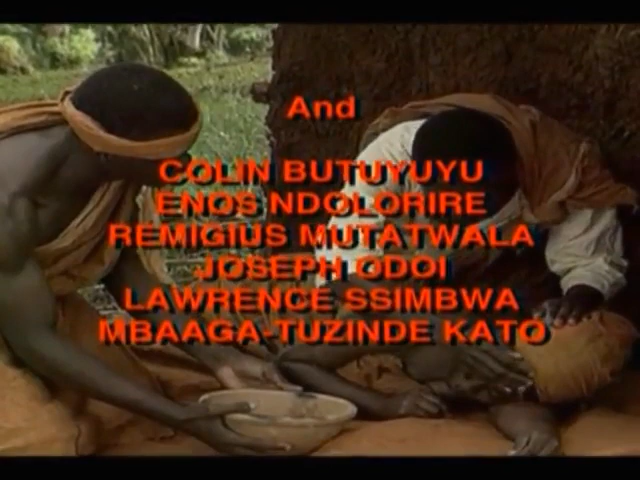 And
COLIN BUTUYUYU
ENOS NDOLORIRE
REMIGIUS MUTATWALA
JOSEPH ODOI
LAWRENCE SSIMBWA
MBAAGA-TUZINDE KATO